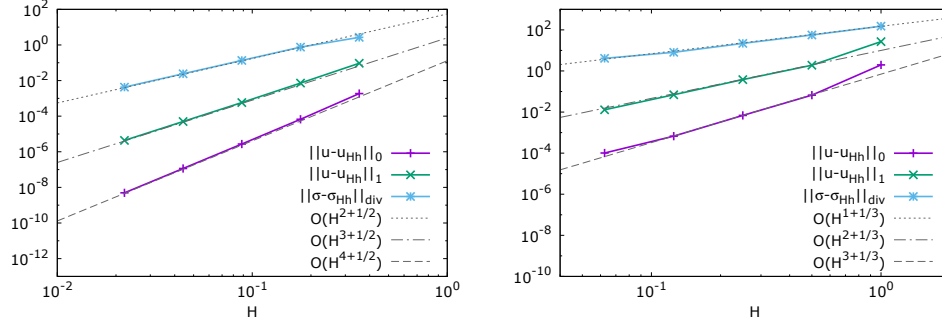 10^2
10^0
10^-2
10^-4
10^-6
10^-8
10^-10
10^-12
10^-2
10^-1
10^0
H
||u-u_Hh||_0
||u-u_Hh||_1
||σ-σ_Hh||_div
O(H^2+1/2)
O(H^3+1/2)
O(H^4+1/2)
10^2
10^0
10^-2
10^-4
10^-6
10^-8
10^-10
10^-1
10^0
H
||u-u_Hh||_0
||u-u_Hh||_1
||σ-σ_Hh||_div
O(H^1+1/3)
O(H^2+1/3)
O(H^3+1/3)